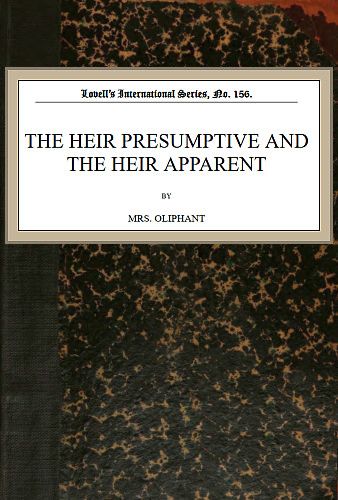 Lovell's International Series, No. 156.
THE HEIR PRESUMPTIVE AND
THE HEIR APPARENT
BY
MRS. OLIPHANT